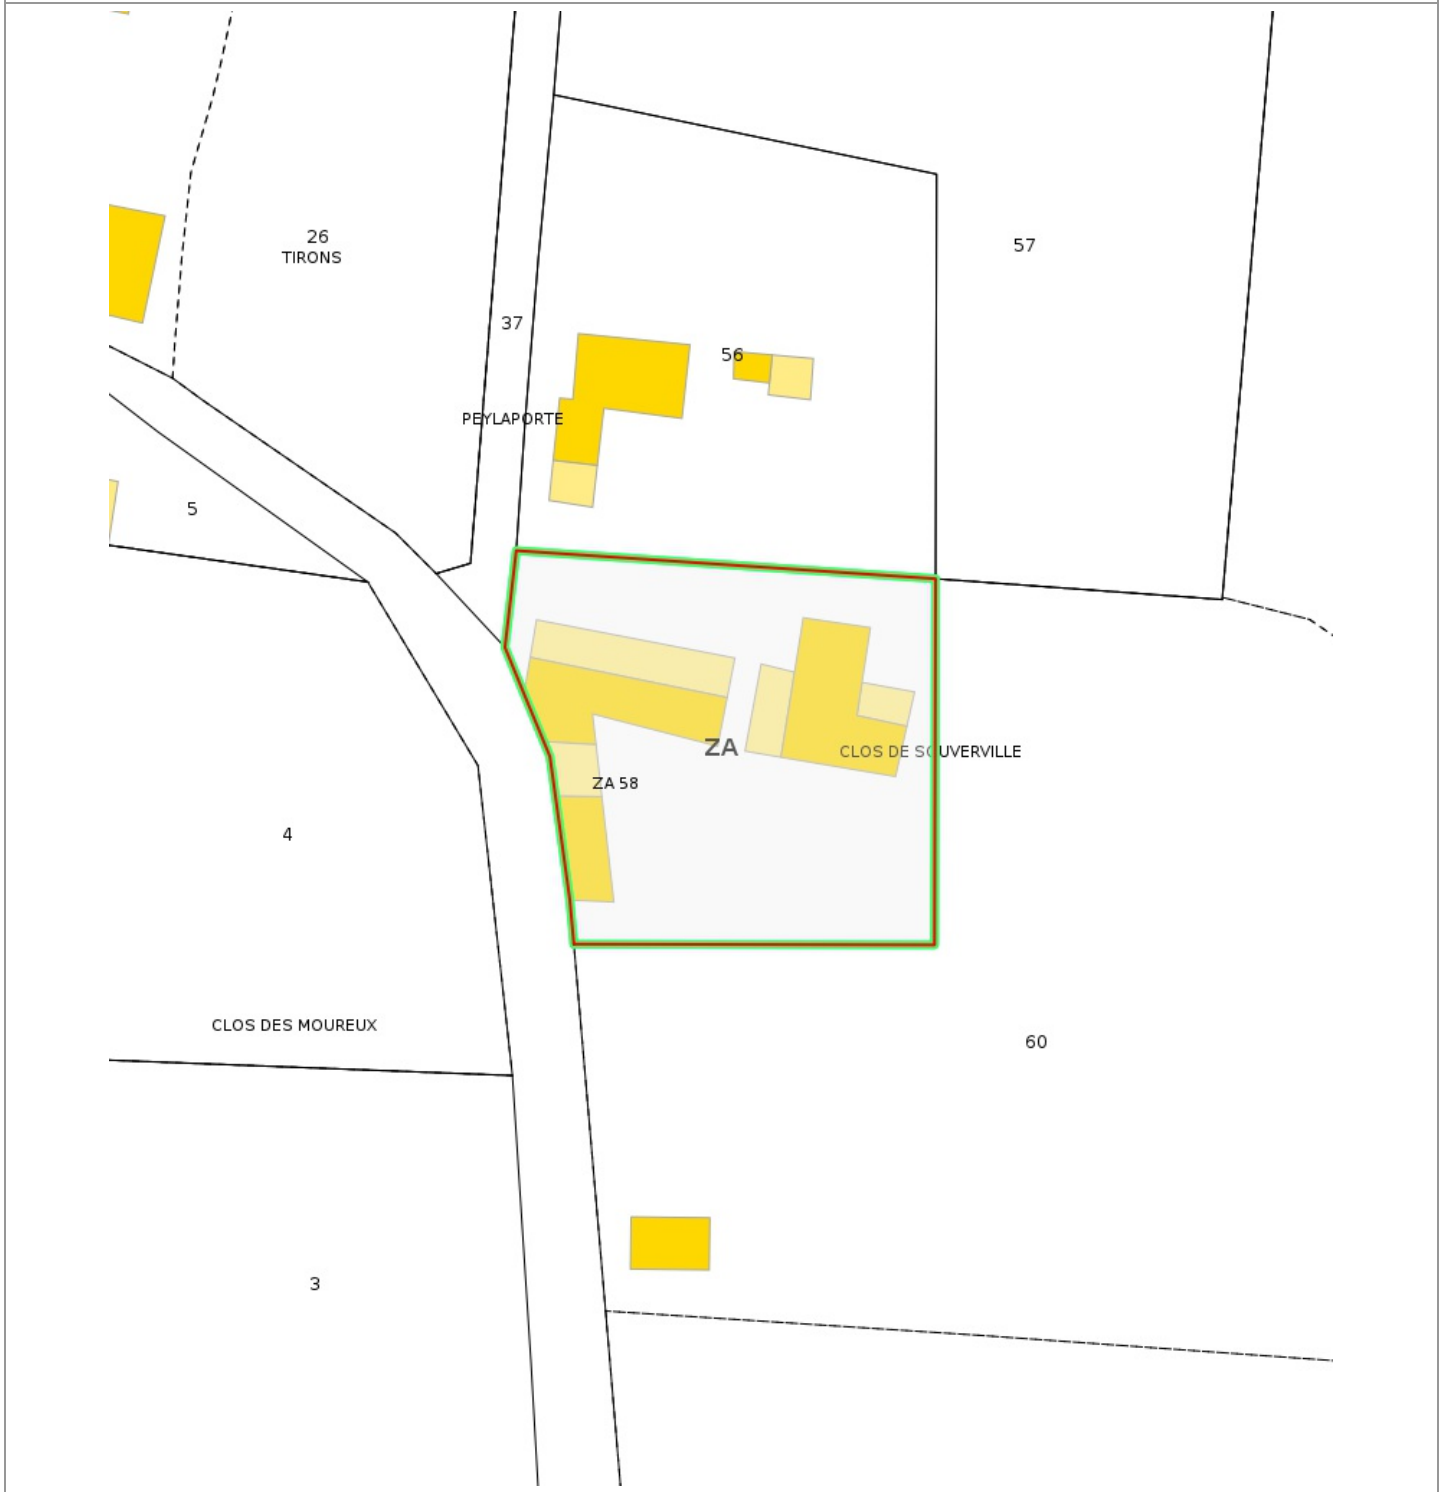 26
TIRONS
57
37
56
PEYLAPORTE
5
ZA
CLOS DE SOUVERVILLE
ZA 58
4
CLOS DES MOUREUX
60
3